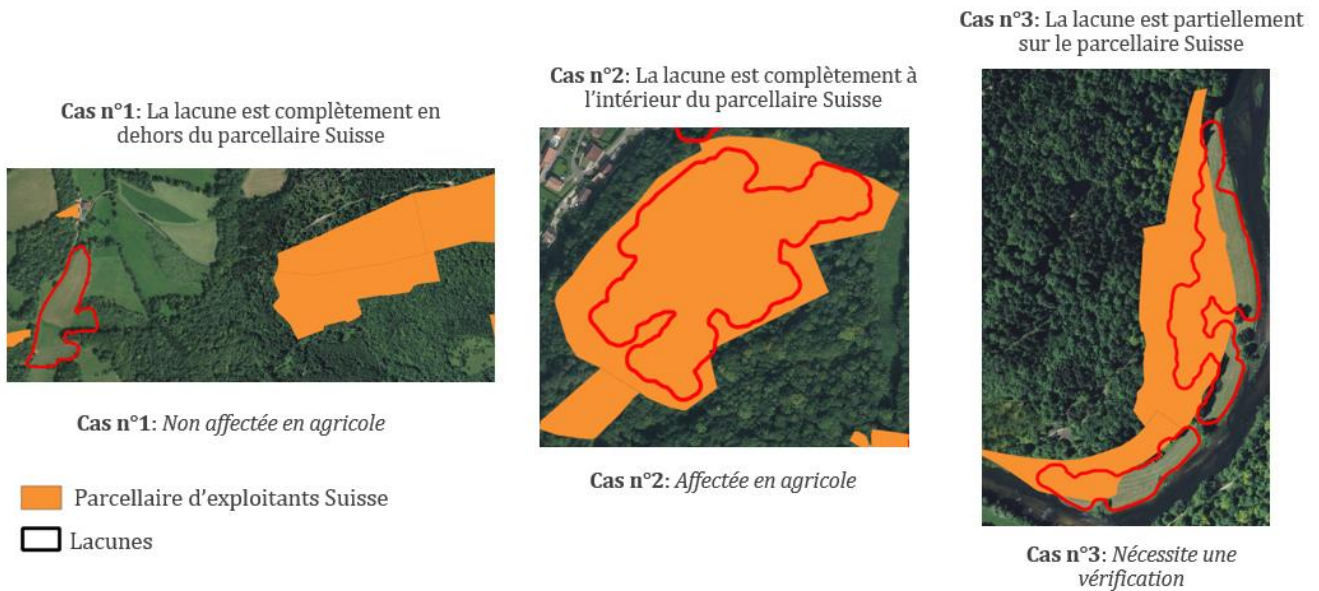 Cas n°1: La lacune est complètement en
dehors du parcellaire Suisse
Cas n°1: Non affectée en agricole
Cas n°2: La lacune est complètement à
l'intérieur du parcellaire Suisse
Cas n°2: Affectée en agricole
Cas n°3: La lacune est partiellement
sur le parcellaire Suisse
Cas n°3: Nécessite une
vérification
Parcellaire d'exploitants Suisse
Lacunes